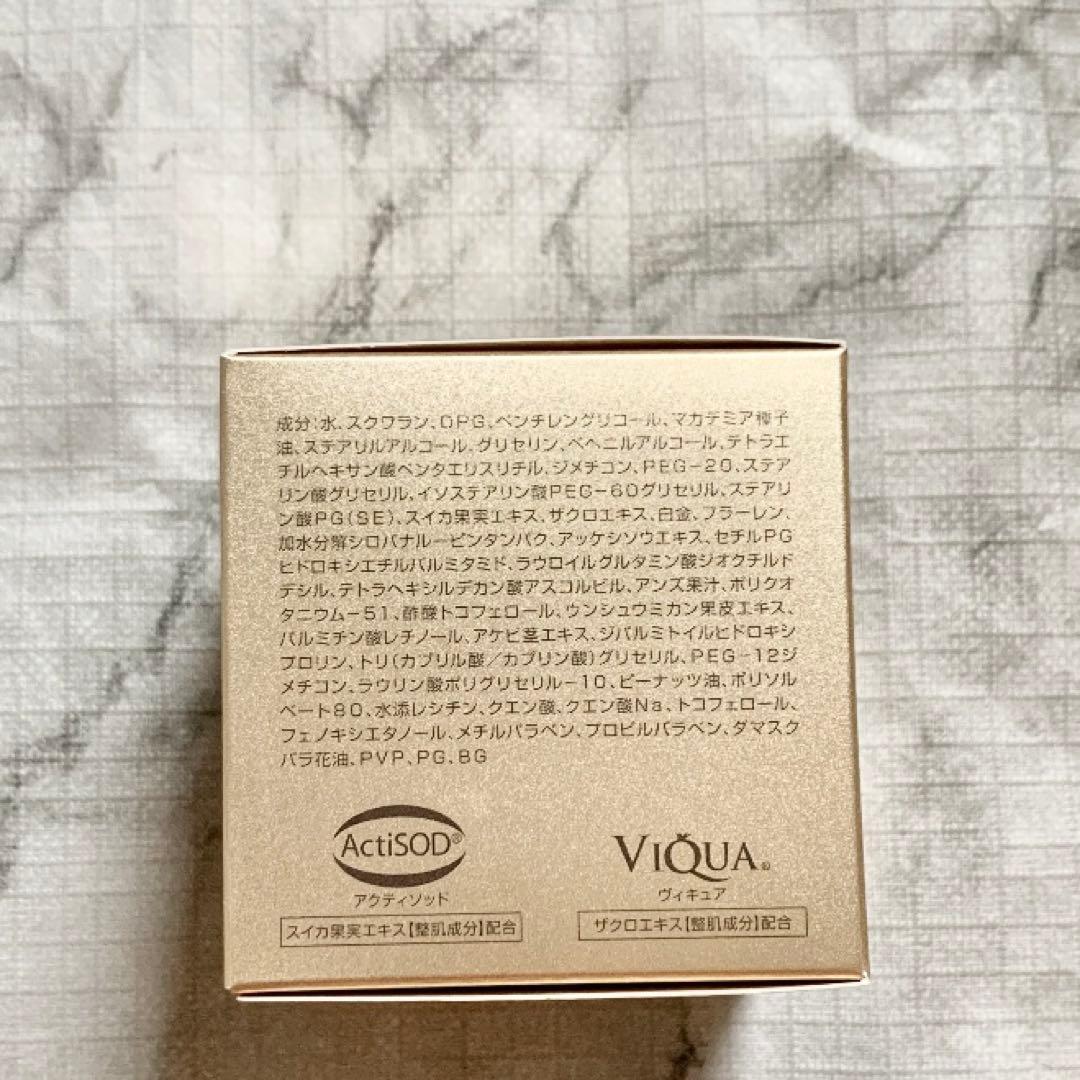 成分:水、スクワラン、DPG、ペンチレングリコール、マカデミア種子
油、ステアリルアルコール、グリセリン、ベヘニルアルコール、テトラエ
チルヘキサン酸ペンタエリスリチル、ジメチコン、PEG-20、ステア
リン酸グリセリル、イソステアリン酸PEG-60グリセリル、ステアリ
ン酸PG(SE)、スイカ果実エキス、ザクロエキス、白金、フラーレン、
加水分解シロバナルーピンタンパク、アッケシソウエキス、セチルPG
ヒドロキシエチルパルミタミド、ラウロイルグルタミン酸ジオクチルド
デシル、テトラヘキシルデカン酸アスコルビル、アンズ果汁、ポリクオ
タニウム-51、酢酸トコフェロール、ウンシュウミカン果皮エキス、
パルミチン酸レチノール、アケビ茎エキス、ジパルミトイルヒドロキシ
プロリン、トリ(カプリル酸/カプリン酸)グリセリル、PEG-12ジ
メチコン、ラウリン酸ポリグリセリル-10、ピーナッツ油、ポリソル
ベート80、水添レシチン、クエン酸、クエン酸Na、トコフェロール、
フェノキシエタノール、メチルパラベン、プロピルパラベン、ダマスク
バラ花油、PVP、PG、BG
ActiSOD®
アクティソッド
スイカ果実エキス【整肌成分】配合
VIQUA®
ヴィキュア
ザクロエキス【整肌成分】配合